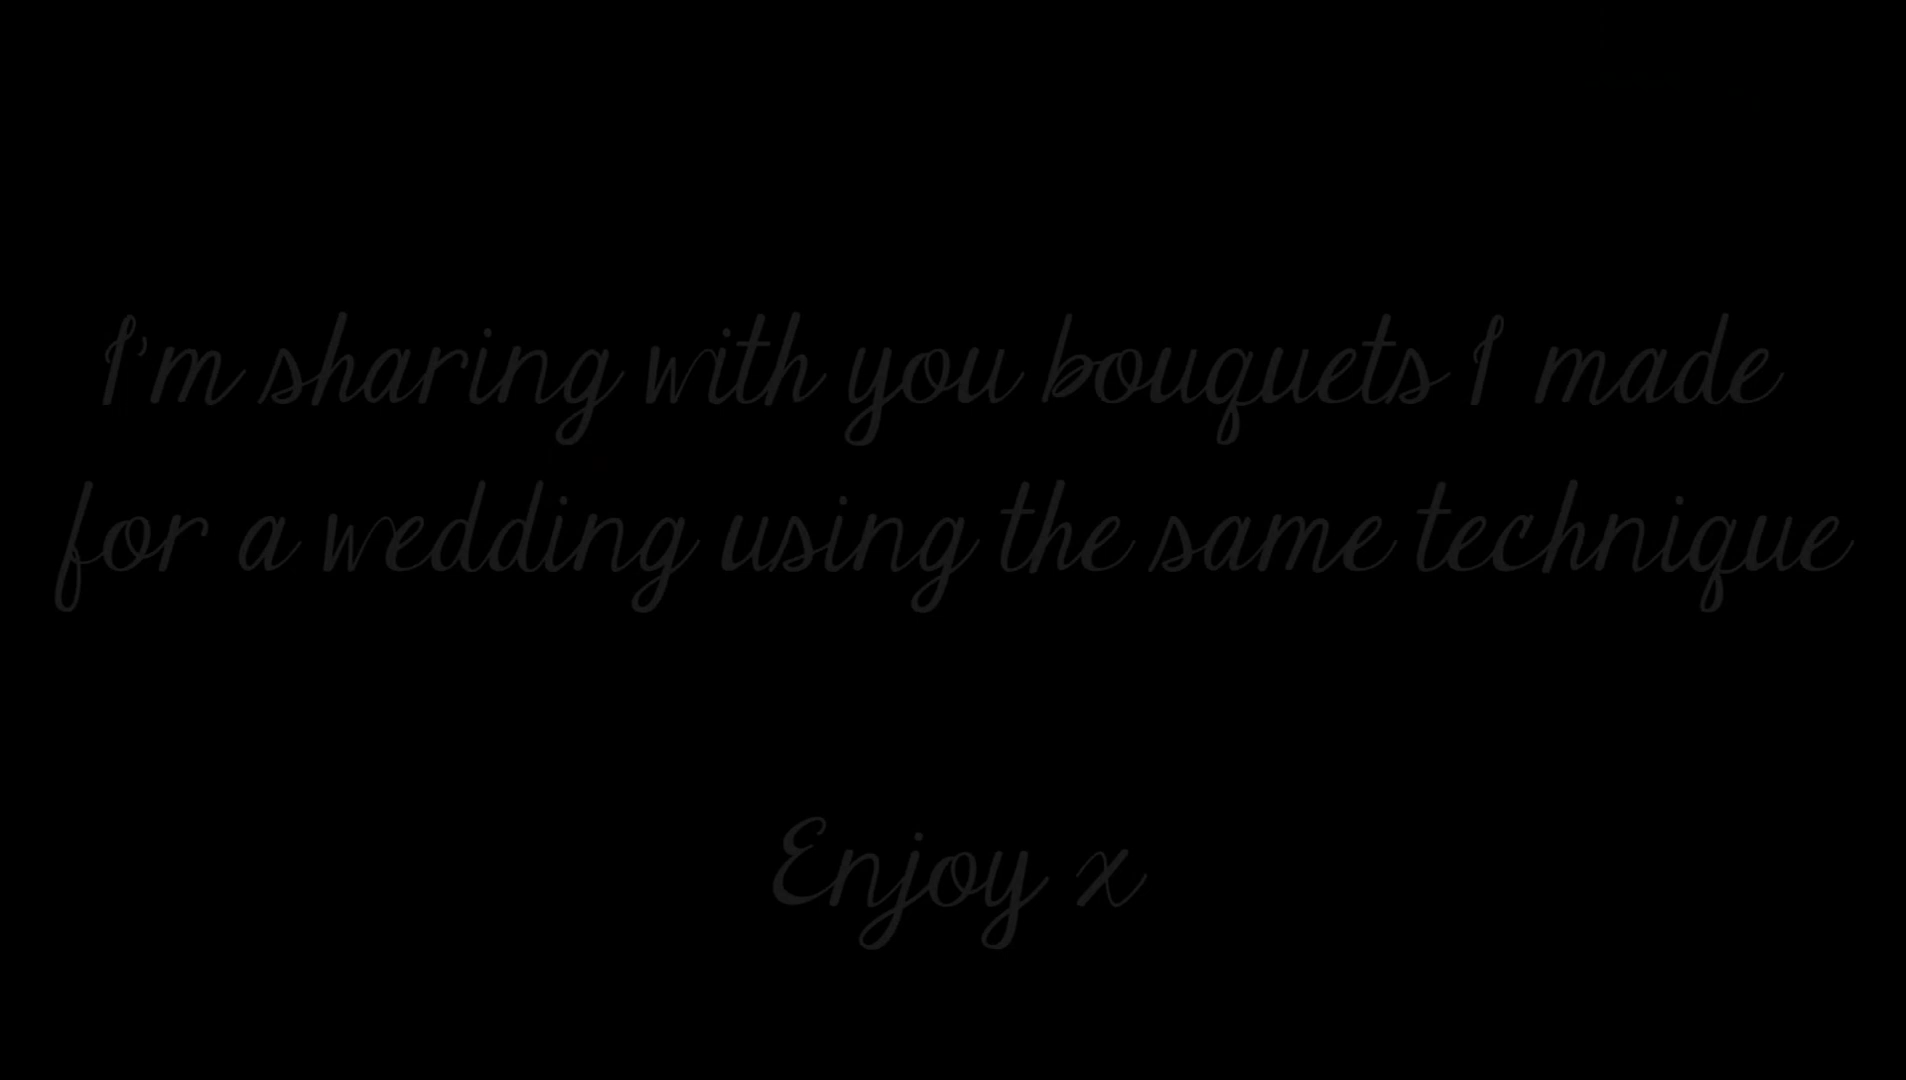 I'm sharing with you bouquets I made
for a wedding using the same technique
Enjoy x